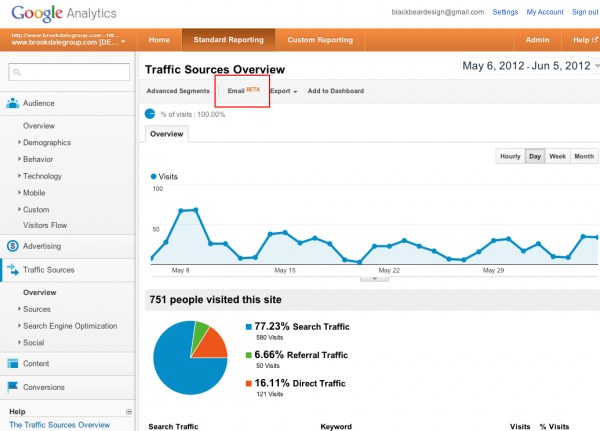 Google Analytics
blackbeardesign@gmail.com Settings My Account Sign out
http://www.brookdalegroup.com - htt...
www.brookdalegroup.com [DE...
Home Standard Reporting Custom Reporting Admin Help
Traffic Sources Overview
May 6, 2012 - Jun 5, 2012
Advanced Segments Email BETA Export Add to Dashboard
% of visits : 100.00%
Overview
Hourly Day Week Month
Visits
100
50
May 8 May 15 May 22 May 29
751 people visited this site
77.23% Search Traffic
580 Visits
6.66% Referral Traffic
50 Visits
16.11% Direct Traffic
121 Visits
Search Traffic Keyword Visits % Visits
Audience
Overview
Demographics
Behavior
Technology
Mobile
Custom
Visitors Flow
Advertising
Traffic Sources
Overview
Sources
Search Engine Optimization
Social
Content
Conversions
Help
The Traffic Sources Overview